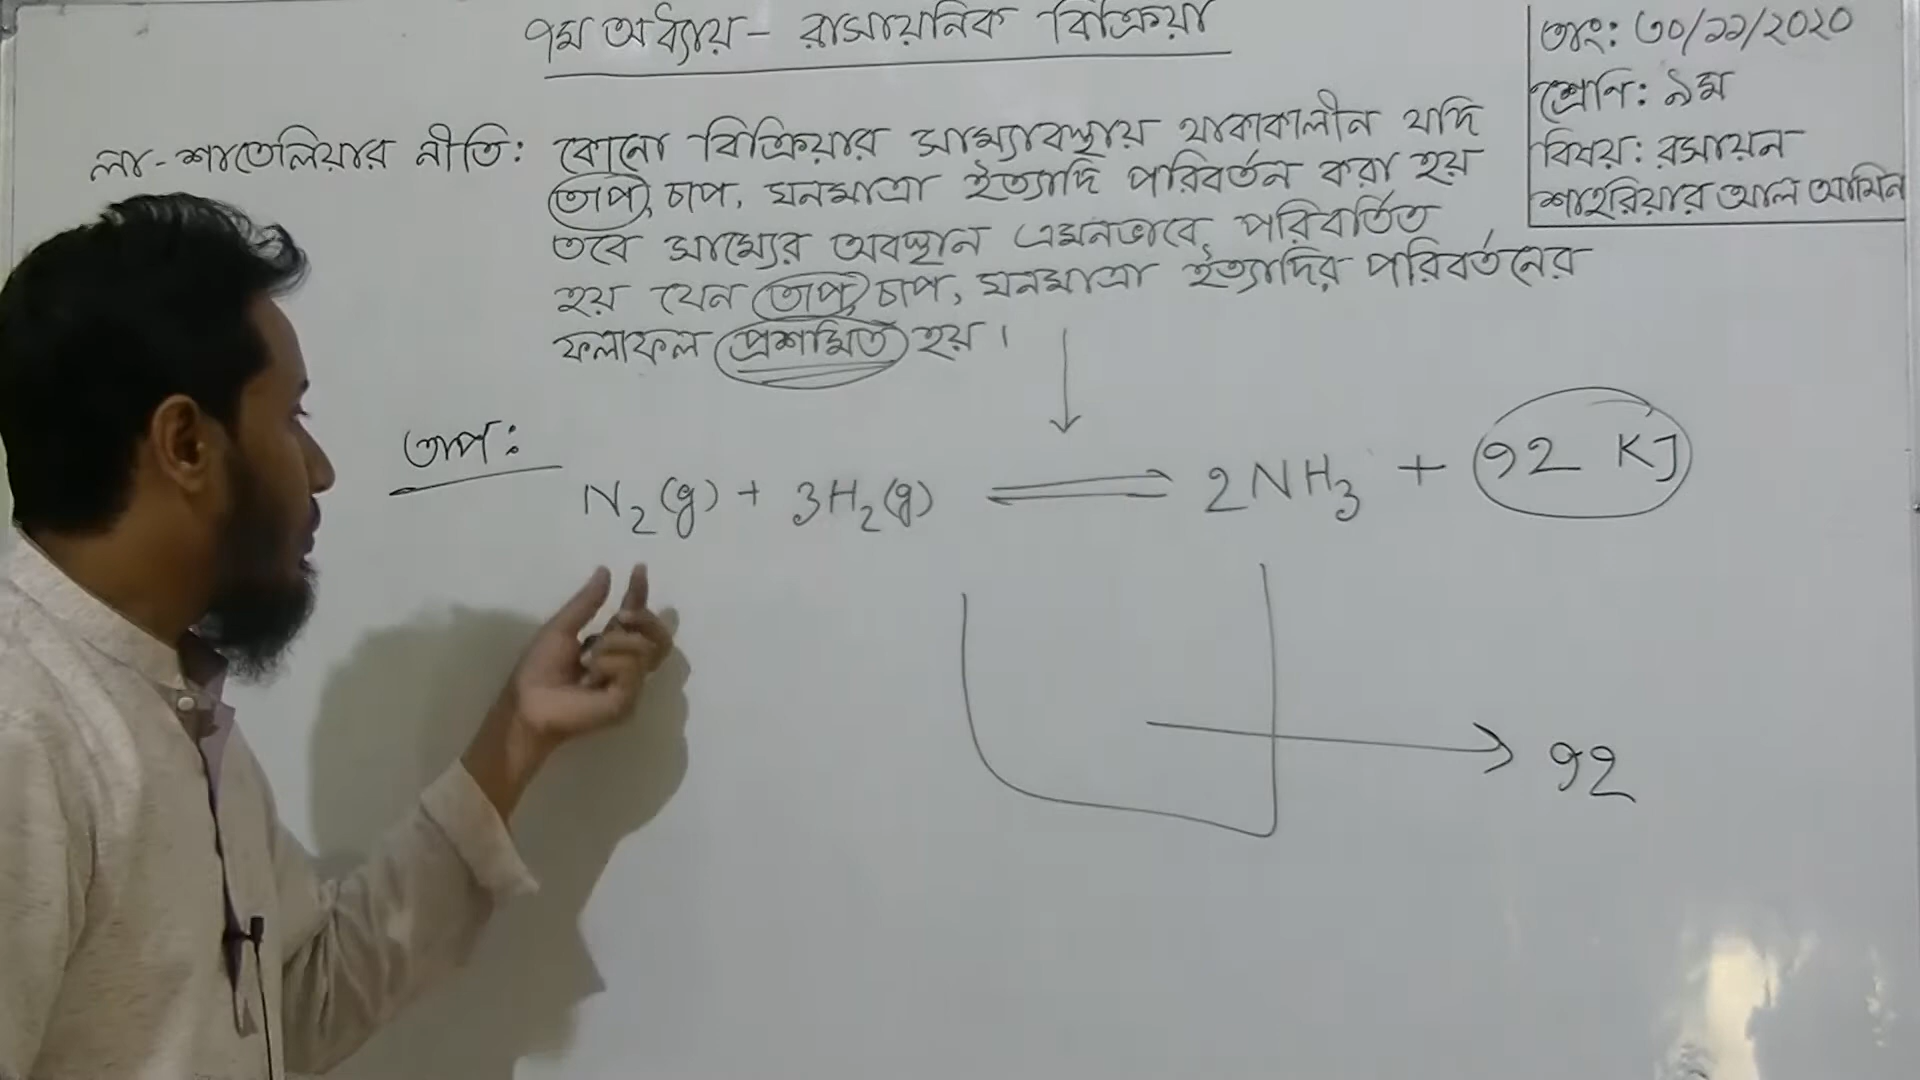 ৭ম অধ্যায় - রাসায়নিক বিক্রিয়া
তাং: ৩০/১১/২০২০
শ্রেণি: ৯ম
বিষয়: রসায়ন
শাহরিয়ার আল আমিন
লা-শাতেলিয়ার নীতি: কোনো বিক্রিয়ার সাম্যাবস্থায় থাকাকালীন যদি
তাপ, চাপ, ঘনমাত্রা ইত্যাদি পরিবর্তন করা হয়
তবে সাম্যের অবস্থান এমনভাবে পরিবর্তিত
হয় যেন তাপ, চাপ, ঘনমাত্রা ইত্যাদির পরিবর্তনের
ফলাফল প্রশমিত হয়।
তাপ:
N₂(g) + 3H₂(g) ⇌ 2NH₃ + 92 KJ
92